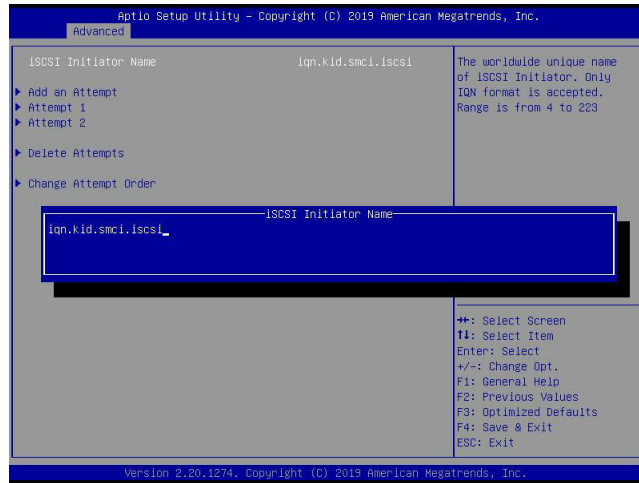 Aptio Setup Utility – Copyright (C) 2019 American Megatrends, Inc.
Advanced
iSCSI Initiator Name iqn.kid.smci.iscsi
Add an Attempt
Attempt 1
Attempt 2
Delete Attempts
Change Attempt Order
The worldwide unique name
of iSCSI Initiator. Only
IQN format is accepted.
Range is from 4 to 223
iSCSI Initiator Name
iqn.kid.smci.iscsi_
→←: Select Screen
↑↓: Select Item
Enter: Select
+/-: Change Opt.
F1: General Help
F2: Previous Values
F3: Optimized Defaults
F4: Save & Exit
ESC: Exit
Version 2.20.1274. Copyright (C) 2019 American Megatrends, Inc.